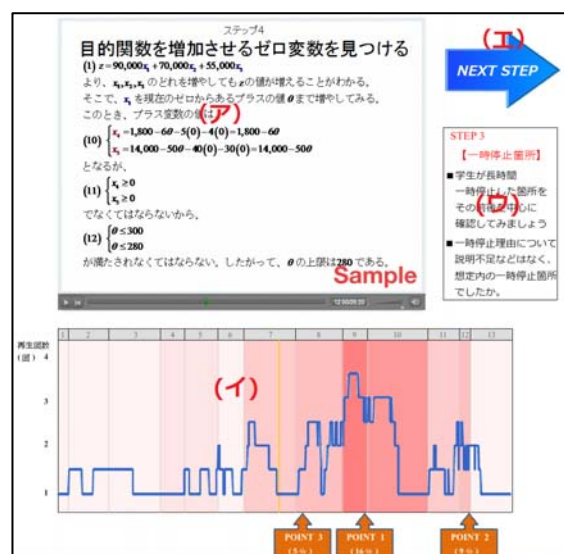 ステップ4
目的関数を増加させるゼロ変数を見つける
(1) z = 90,000x₁ + 70,000x₂ + 55,000x₃
より、x₁, x₂, x₃ のどれを増やしてもzの値が増えることがわかる。
そこで、x₁ を現在のゼロからあるプラスの値 θ まで増やしてみる。
このとき、プラス変数の値は
(ア)
(10) { x₄ = 1,800 − 6θ − 5(0) − 4(0) = 1,800 − 6θ
x₅ = 14,000 − 50θ − 40(0) − 30(0) = 14,000 − 50θ
となるが、
(11) { x₄ ≥ 0
x₅ ≥ 0
でなくてはならないから、
(12) { θ ≤ 300
θ ≤ 280
が満たされなくてはならない。したがって、θ の上限は280 である。
Sample
(エ)
NEXT STEP
STEP 3
【一時停止箇所】
■学生が長時間
一時停止した箇所を
その前後を中心に
確認してみましょう
(ウ)
■一時停止理由について
説明不足などはなく、
想定内の一時停止箇所
でしたか。
再生回数
(回)
1 2 3 4 5 6 7 8 9 10 11 12 13
4
3
2
1
(イ)
POINT 3
(5%)
POINT 1
(16%)
POINT 2
(9%)